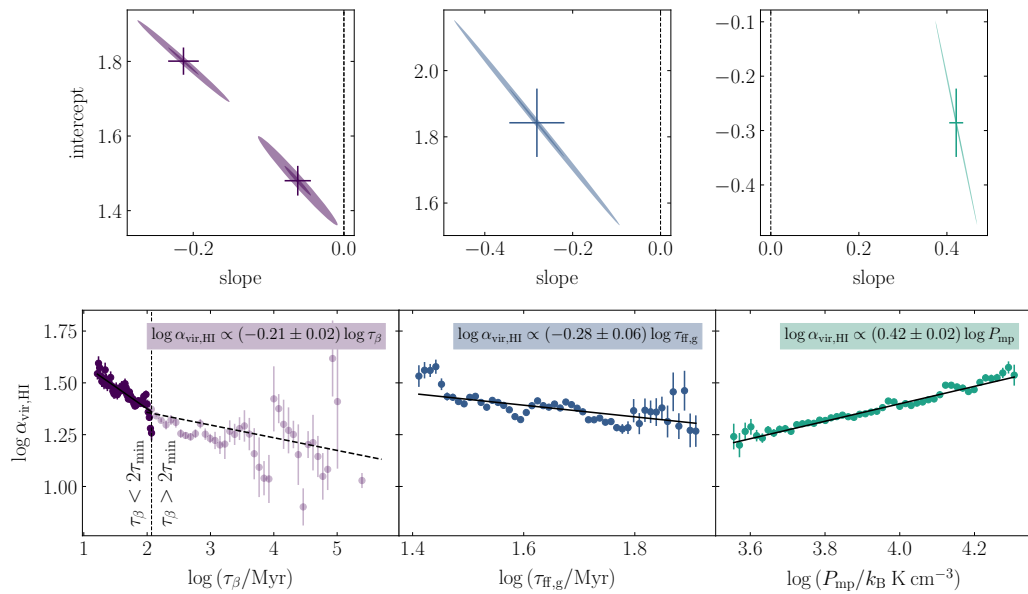 intercept
1.8
1.6
1.4
−0.2
0.0
slope
2.0
1.8
1.6
−0.4
−0.2
0.0
slope
−0.1
−0.2
−0.3
−0.4
0.0
0.2
0.4
slope
log α_vir,HI
1.75
1.50
1.25
1.00
log α_vir,HI ∝ (−0.21 ± 0.02) log τ_β
τ_β < 2τ_min
τ_β > 2τ_min
1
2
3
4
5
log (τ_β/Myr)
log α_vir,HI ∝ (−0.28 ± 0.06) log τ_ff,g
1.4
1.6
1.8
log (τ_ff,g/Myr)
log α_vir,HI ∝ (0.42 ± 0.02) log P_mp
3.6
3.8
4.0
4.2
log (P_mp/k_B K cm⁻³)